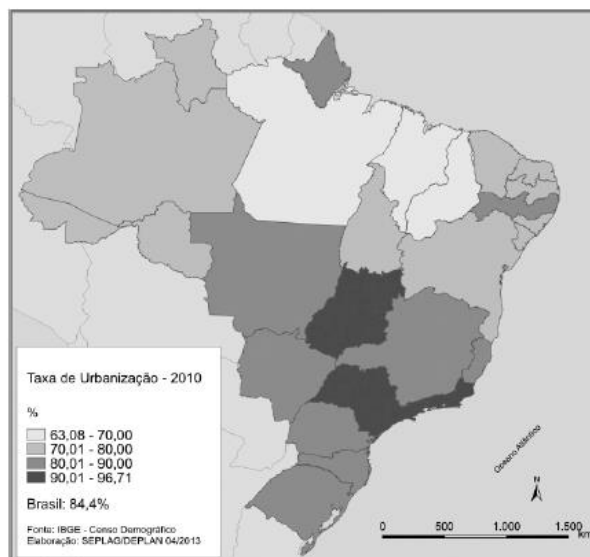 Taxa de Urbanização - 2010
%
63,08 - 70,00
70,01 - 80,00
80,01 - 90,00
90,01 - 96,71
Brasil: 84,4%
Fonte: IBGE - Censo Demográfico
Elaboração: SEPLAG/DEPLAN 04/2013
Oceano Atlântico
N
0 500 1.000 1.500
km